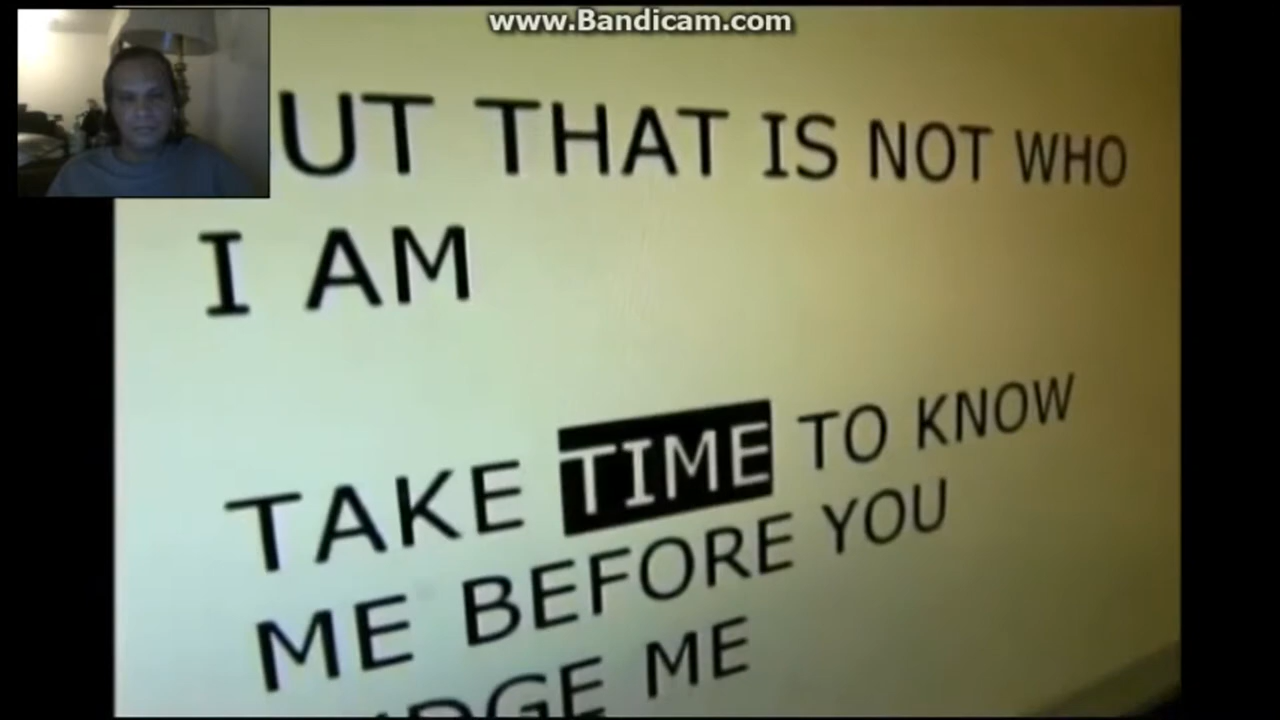 www.Bandicam.com
UT THAT IS NOT WHO
I AM
TAKE TIME TO KNOW
ME BEFORE YOU
ME